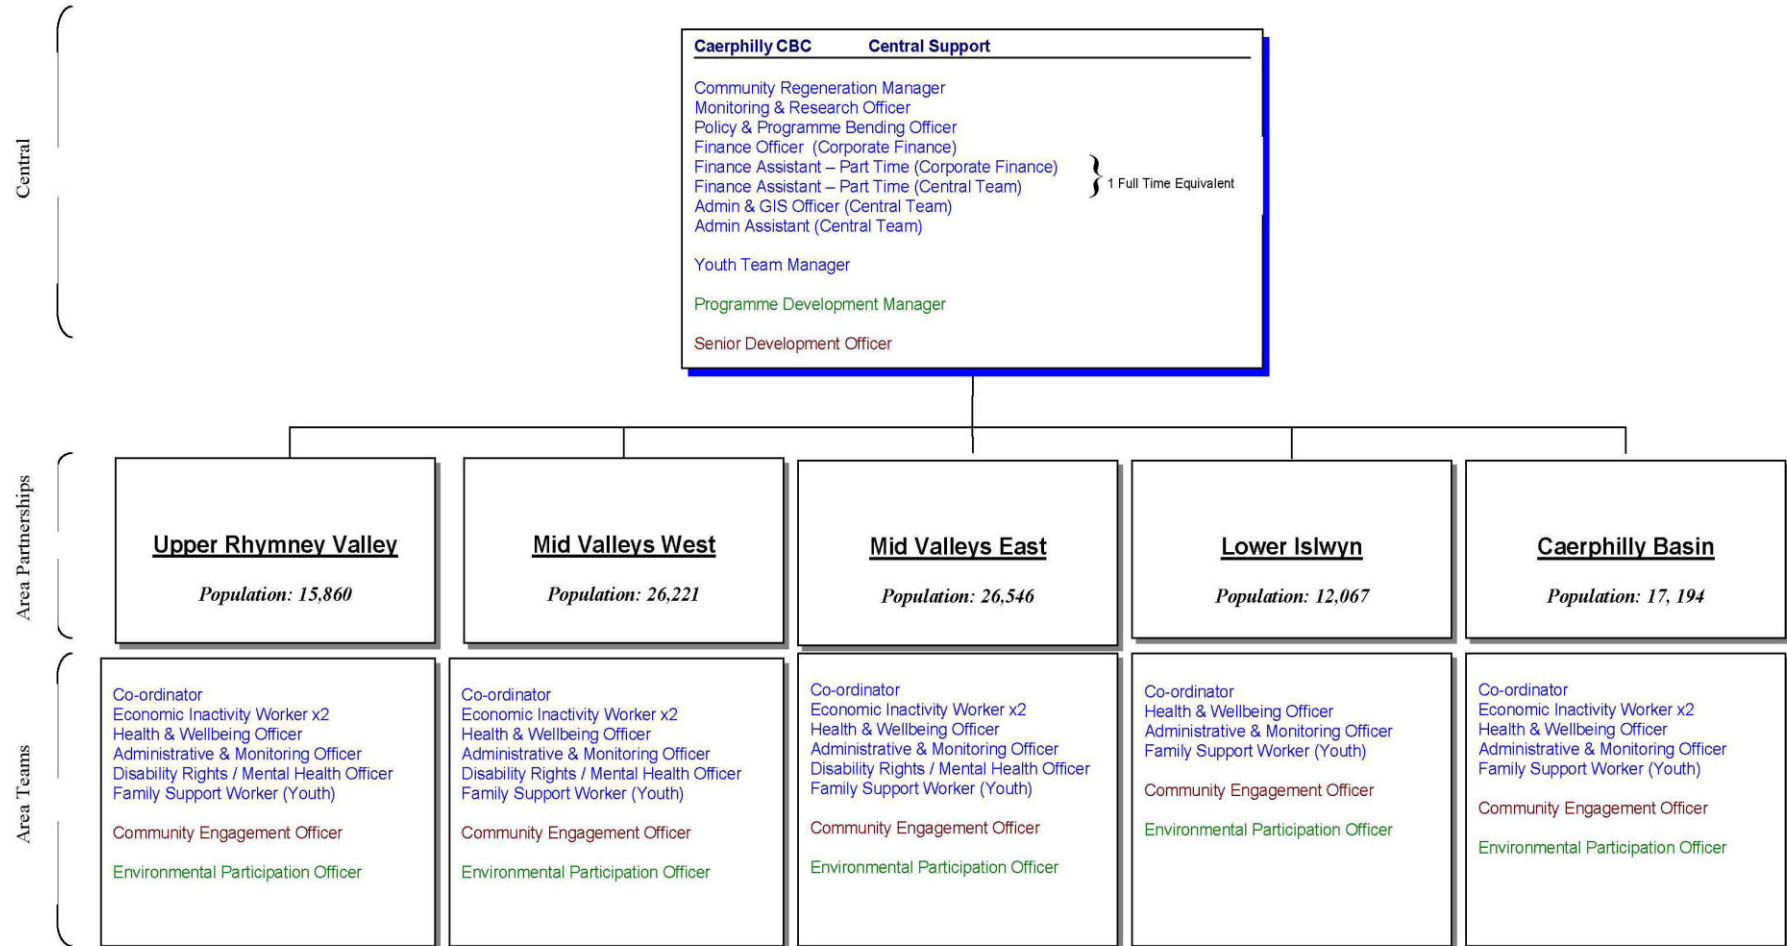 Central
Caerphilly CBC Central Support
Community Regeneration Manager
Monitoring & Research Officer
Policy & Programme Bending Officer
Finance Officer (Corporate Finance)
Finance Assistant – Part Time (Corporate Finance)
Finance Assistant – Part Time (Central Team)
1 Full Time Equivalent
Admin & GIS Officer (Central Team)
Admin Assistant (Central Team)
Youth Team Manager
Programme Development Manager
Senior Development Officer
Area Partnerships
Upper Rhymney Valley
Population: 15,860
Mid Valleys West
Population: 26,221
Mid Valleys East
Population: 26,546
Lower Islwyn
Population: 12,067
Caerphilly Basin
Population: 17, 194
Area Teams
Co-ordinator
Economic Inactivity Worker x2
Health & Wellbeing Officer
Administrative & Monitoring Officer
Disability Rights / Mental Health Officer
Family Support Worker (Youth)
Community Engagement Officer
Environmental Participation Officer
Co-ordinator
Economic Inactivity Worker x2
Health & Wellbeing Officer
Administrative & Monitoring Officer
Disability Rights / Mental Health Officer
Family Support Worker (Youth)
Community Engagement Officer
Environmental Participation Officer
Co-ordinator
Economic Inactivity Worker x2
Health & Wellbeing Officer
Administrative & Monitoring Officer
Disability Rights / Mental Health Officer
Family Support Worker (Youth)
Community Engagement Officer
Environmental Participation Officer
Co-ordinator
Health & Wellbeing Officer
Administrative & Monitoring Officer
Family Support Worker (Youth)
Community Engagement Officer
Environmental Participation Officer
Co-ordinator
Economic Inactivity Worker x2
Health & Wellbeing Officer
Administrative & Monitoring Officer
Family Support Worker (Youth)
Community Engagement Officer
Environmental Participation Officer